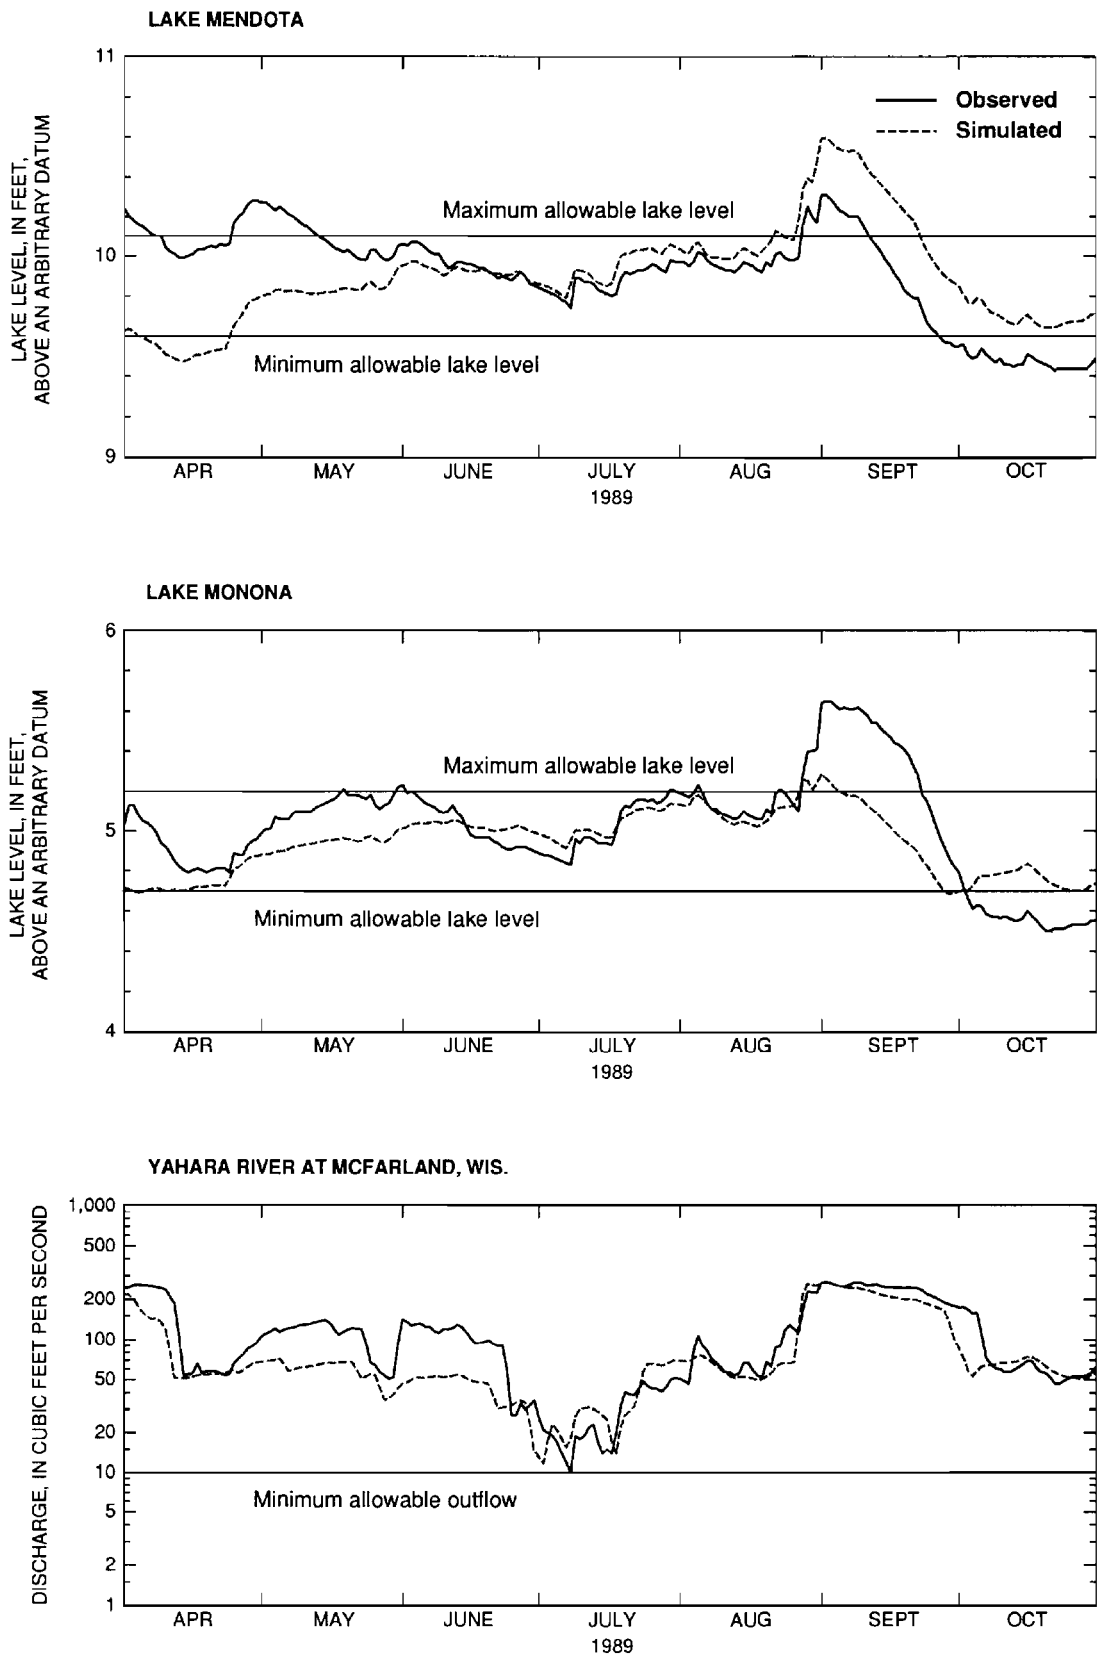 LAKE MENDOTA
11
10
9
LAKE LEVEL, IN FEET,
ABOVE AN ARBITRARY DATUM
Observed
Simulated
Maximum allowable lake level
Minimum allowable lake level
APR MAY JUNE JULY AUG SEPT OCT
1989
LAKE MONONA
6
5
4
LAKE LEVEL, IN FEET,
ABOVE AN ARBITRARY DATUM
Maximum allowable lake level
Minimum allowable lake level
APR MAY JUNE JULY AUG SEPT OCT
1989
YAHARA RIVER AT MCFARLAND, WIS.
1,000
500
200
100
50
20
10
5
2
1
DISCHARGE, IN CUBIC FEET PER SECOND
Minimum allowable outflow
APR MAY JUNE JULY AUG SEPT OCT
1989